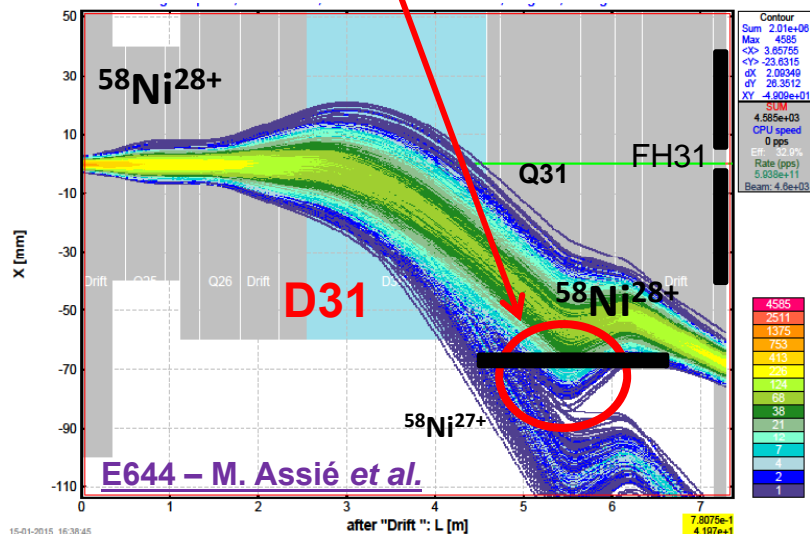 50
30
10
-10
-30
-50
-70
-90
-110
X [mm]
58Ni28+
Q31
FH31
Drift
Q26 Drift
Drift
D31
58Ni28+
58Ni27+
E644 – M. Assié et al.
0 1 2 3 4 5 6 7
after "Drift ": L [m]
15-01-2015 16:38:45
Contour
Sum 2.01e+06
Max 4585
<X> 3.65755
<Y> -23.6315
dX 2.09349
dY 26.3512
XY -4.909e+01
SUM
4.585e+03
CPU speed
0 pps
Eff: 32.9%
Rate (pps)
5.938e+11
Beam: 4.6e+03
4585
2511
1375
753
413
226
124
68
38
21
12
7
4
2
1
7.8075e-1
4.197e+1